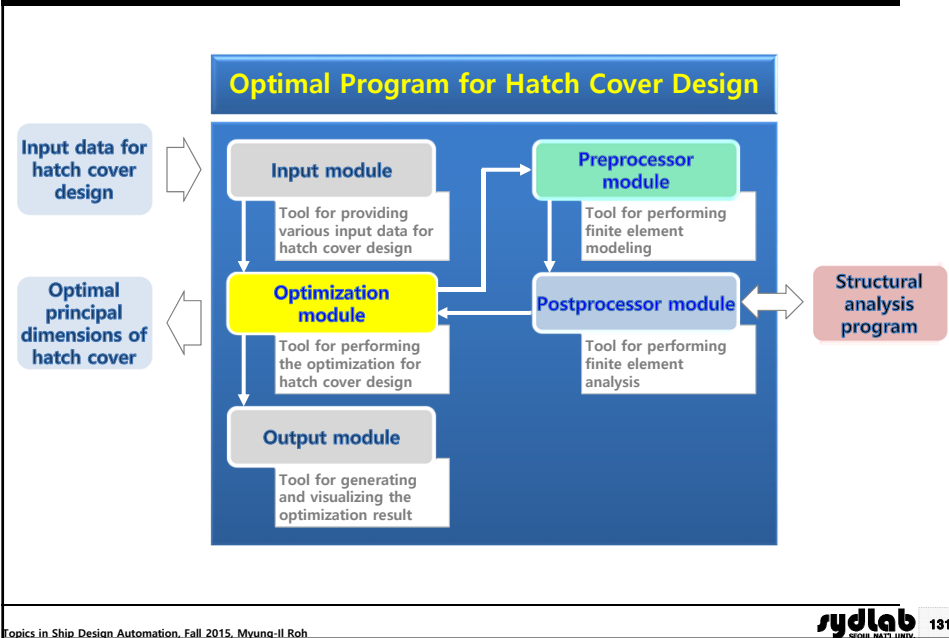 Optimal Program for Hatch Cover Design
Input data for
hatch cover
design
Input module
Tool for providing
various input data for
hatch cover design
Preprocessor
module
Tool for performing
finite element
modeling
Optimal
principal
dimensions of
hatch cover
Optimization
module
Tool for performing
the optimization for
hatch cover design
Postprocessor module
Tool for performing
finite element
analysis
Structural
analysis
program
Output module
Tool for generating
and visualizing the
optimization result
Topics in Ship Design Automation, Fall 2015, Myung-Il Roh
sydlab
SEOUL NAT'L UNIV.
131